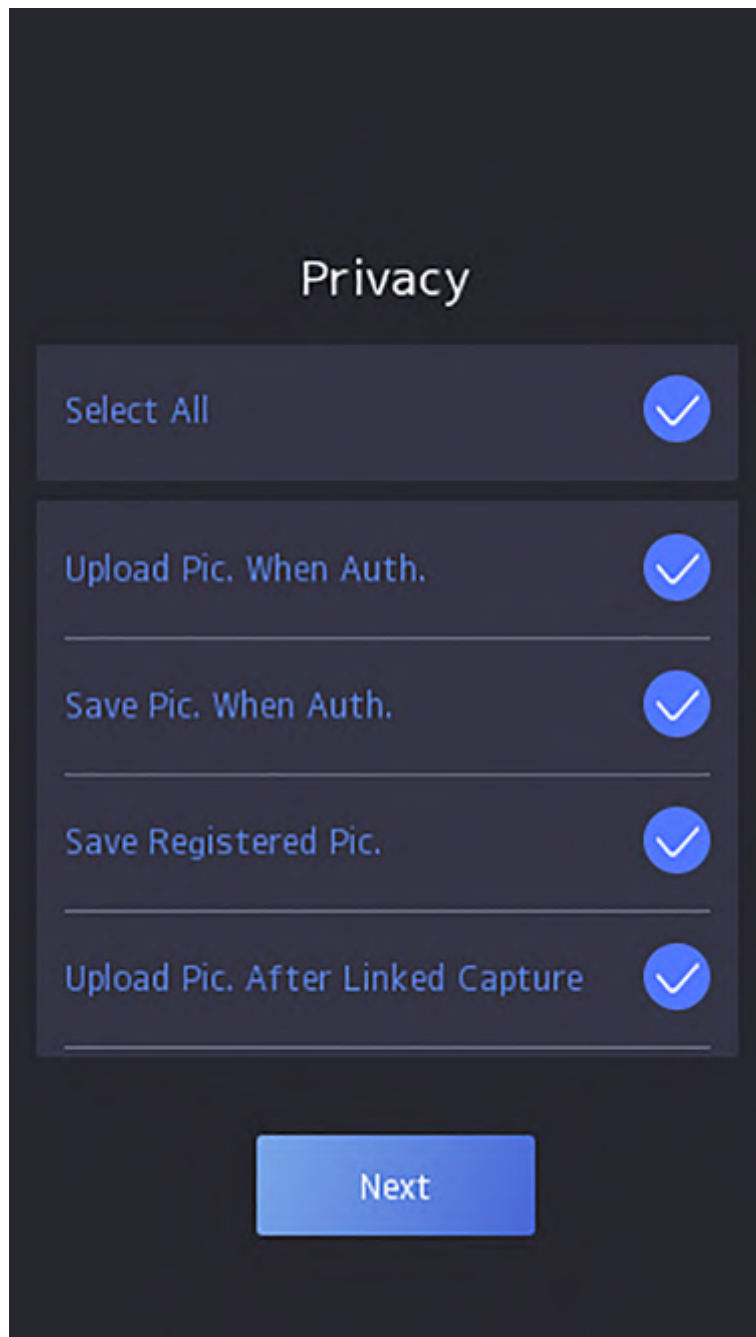 Privacy
Select All
Upload Pic. When Auth.
Save Pic. When Auth.
Save Registered Pic.
Upload Pic. After Linked Capture
Next